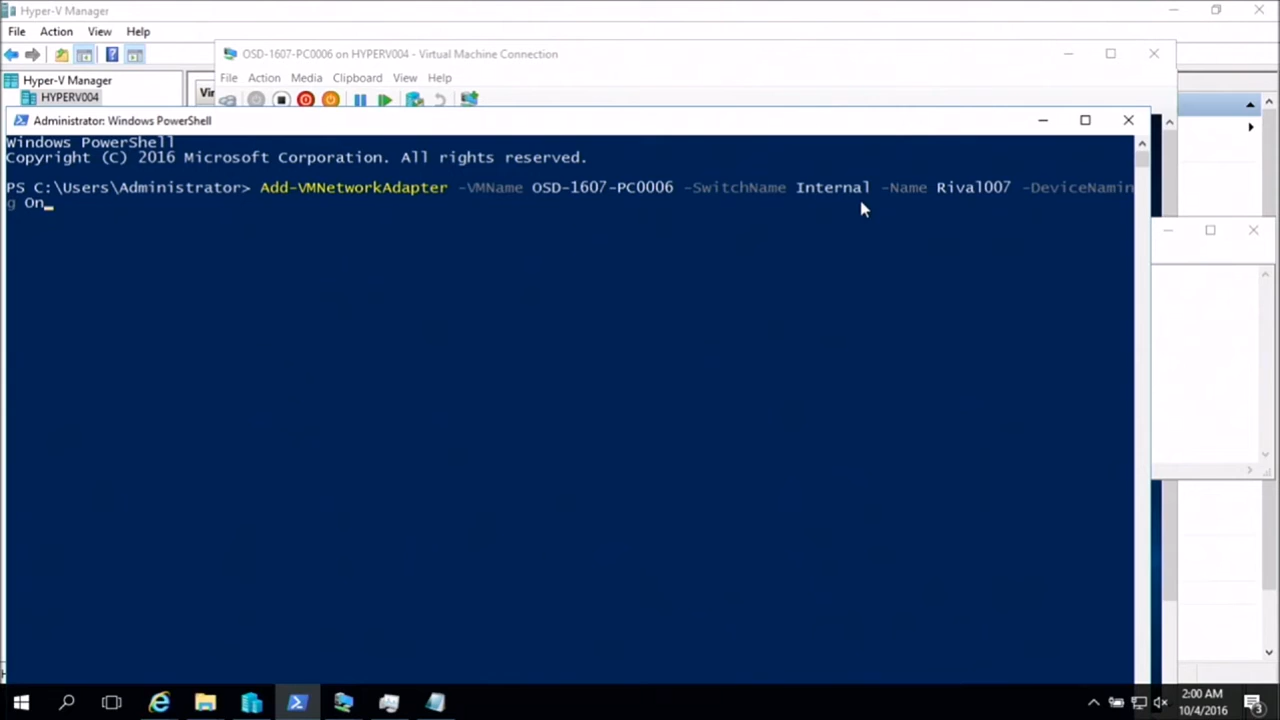 Hyper-V Manager
File Action View Help
OSD-1607-PC0006 on HYPERV004 - Virtual Machine Connection
Hyper-V Manager
HYPERV004
File Action Media Clipboard View Help
Vir
Administrator: Windows PowerShell
Windows PowerShell
Copyright (C) 2016 Microsoft Corporation. All rights reserved.
PS C:\Users\Administrator> Add-VMNetworkAdapter -VMName OSD-1607-PC0006 -SwitchName Internal -Name Rival007 -DeviceNamin
g On_
2:00 AM
10/4/2016
3